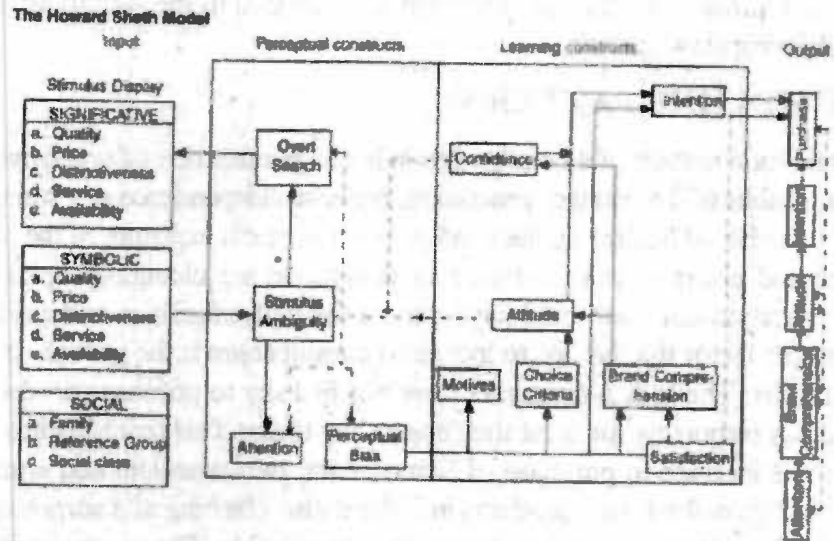 The Howard Sheth Model
Input
Perceptual constructs
Learning constructs
Output
Stimulus Display
SIGNIFICATIVE
a. Quality
b. Price
c. Distinctiveness
d. Service
e. Availability
SYMBOLIC
a. Quality
b. Price
c. Distinctiveness
d. Service
e. Availability
SOCIAL
a. Family
b. Reference Group
c. Social class
Overt
Search
Stimulus
Ambiguity
Attention
Perceptual
Bias
Confidence
Intention
Attitude
Motives
Choice
Criteria
Brand Compre-
hension
Satisfaction
Purchase
Intention
Attitude
Brand
Comprehension
Attention